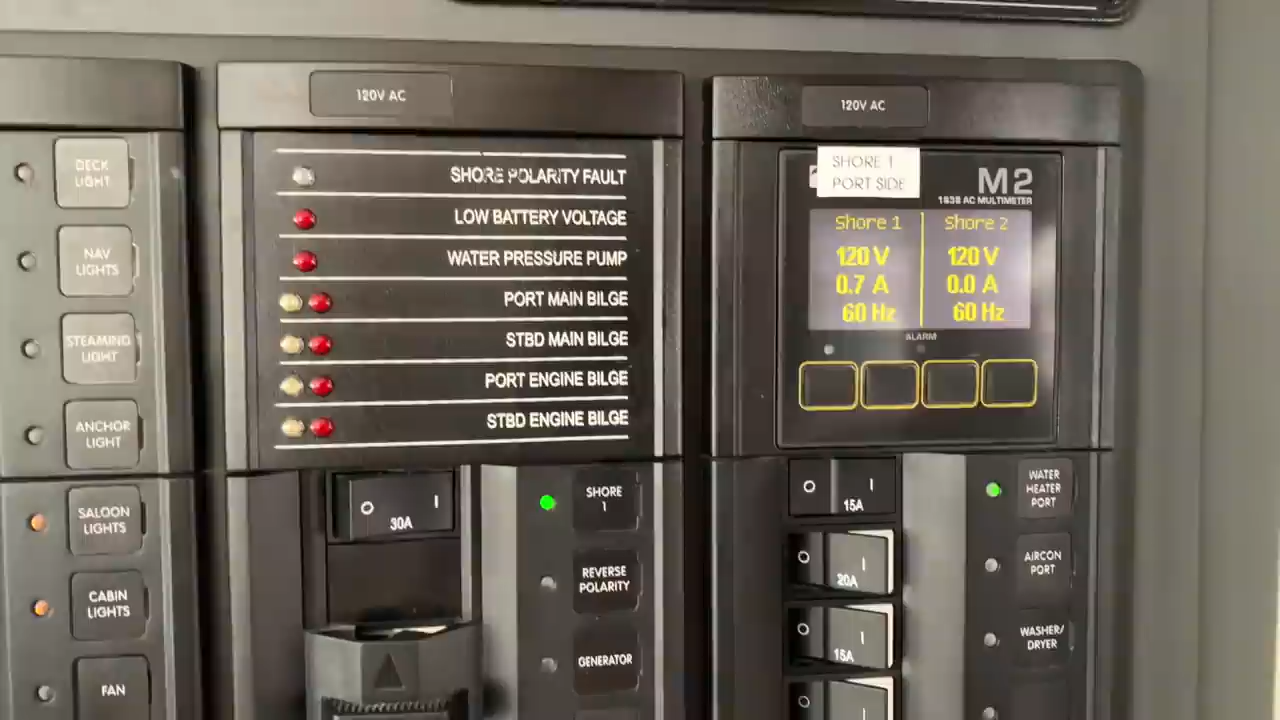 DECK
LIGHT
NAV
LIGHTS
STEAMING
LIGHT
ANCHOR
LIGHT
SALOON
LIGHTS
CABIN
LIGHTS
FAN
120V AC
SHORE POLARITY FAULT
LOW BATTERY VOLTAGE
WATER PRESSURE PUMP
PORT MAIN BILGE
STBD MAIN BILGE
PORT ENGINE BILGE
STBD ENGINE BILGE
O I
30A
SHORE
1
REVERSE
POLARITY
GENERATOR
120V AC
SHORE 1
PORT SIDE
M2
1838 AC MULTIMETER
Shore 1 Shore 2
120 V 120 V
0.7 A 0.0 A
60 Hz 60 Hz
ALARM
O I
15A
O I
20A
O I
15A
O I
WATER
HEATER
PORT
AIRCON
PORT
WASHER/
DRYER